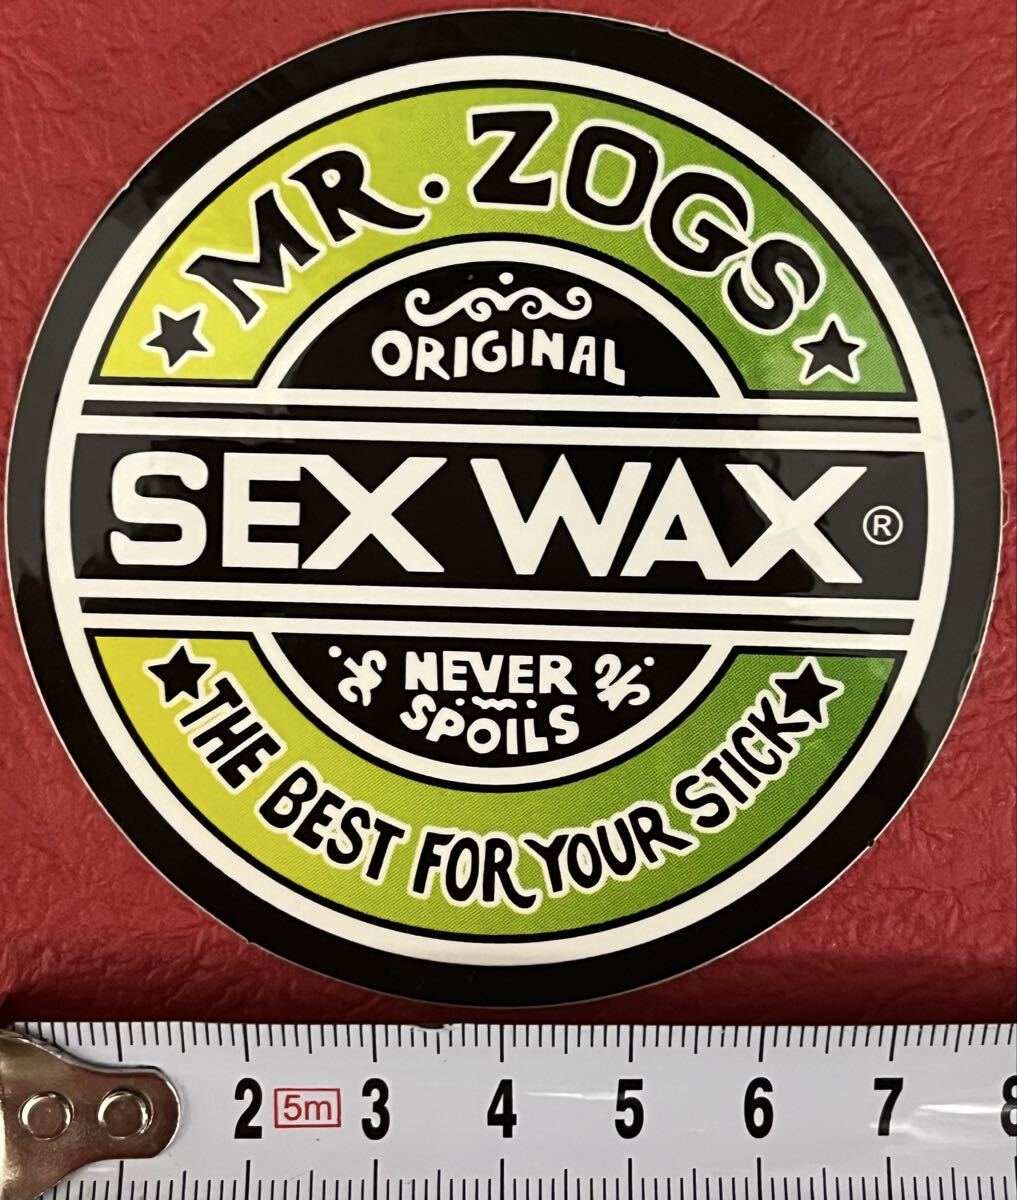 MR. ZOGS
ORIGINAL
SEX WAX ®
NEVER
SPOILS
THE BEST FOR YOUR STICK
2 5m 3 4 5 6 7 8